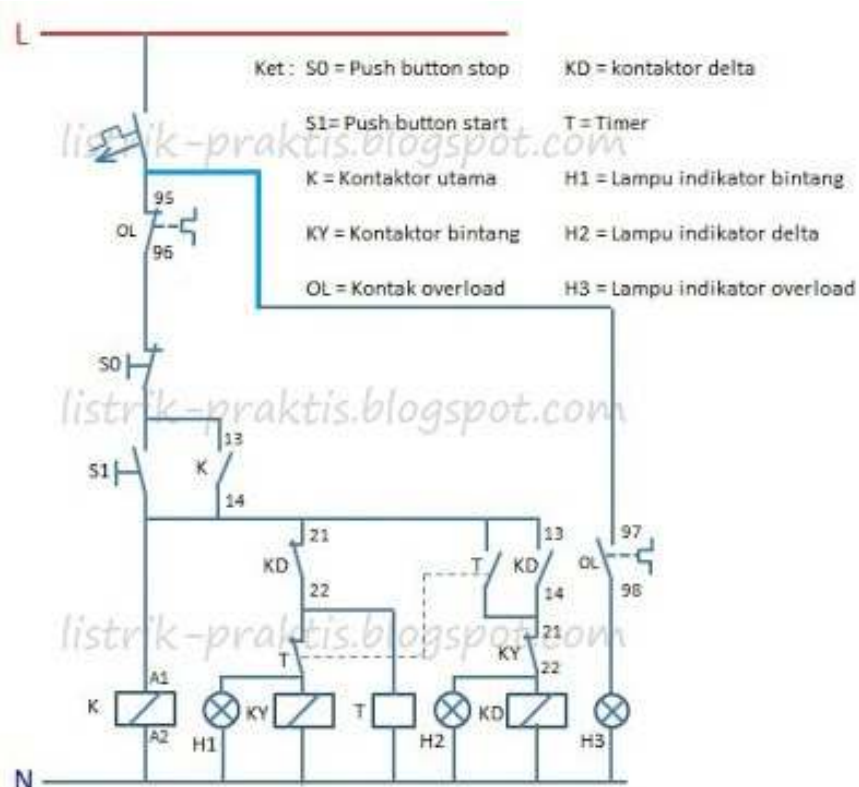 L
Ket : S0 = Push button stop KD = kontaktor delta
S1= Push button start T = Timer
listrik-praktis.blogspot.com
K = Kontaktor utama H1 = Lampu indikator bintang
95
OL
96
KY = Kontaktor bintang H2 = Lampu indikator delta
OL = Kontak overload H3 = Lampu indikator overload
S0
listrik-praktis.blogspot.com
13
S1 K
14
21 13 97
KD T KD OL
22 14 98
listrik-praktis.blogspot.com
21
T KY
22
A1
K KY T KD
A2 H1 H2 H3
N